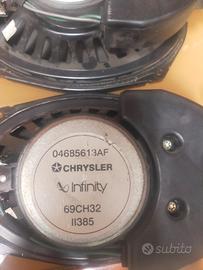 04685613AF
CHRYSLER
Infinity
69CH32
II385
subito